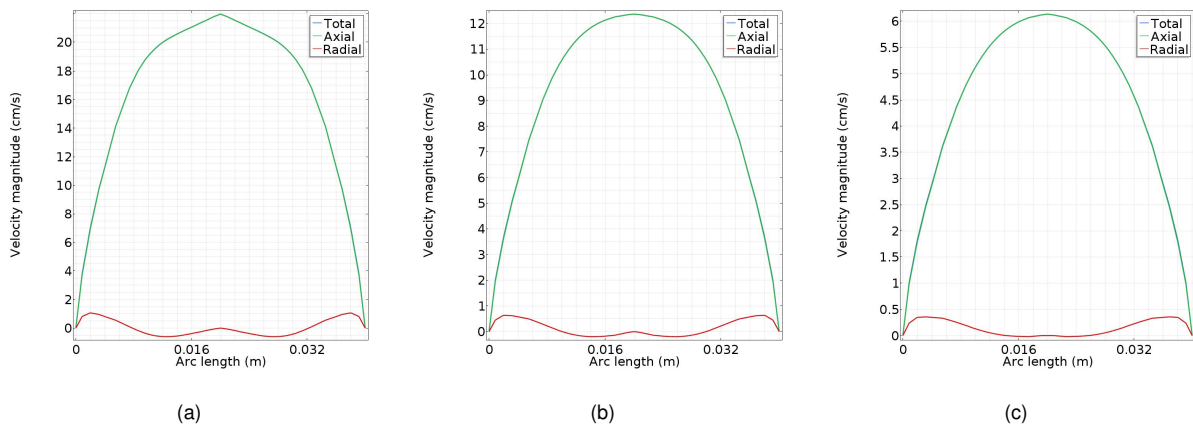 Velocity magnitude (cm/s)
20
18
16
14
12
10
8
6
4
2
0
0
0.016
0.032
Arc length (m)
Total
Axial
Radial
(a)
Velocity magnitude (cm/s)
12
11
10
9
8
7
6
5
4
3
2
1
0
0
0.016
0.032
Arc length (m)
Total
Axial
Radial
(b)
Velocity magnitude (cm/s)
6
5.5
5
4.5
4
3.5
3
2.5
2
1.5
1
0.5
0
0
0.016
0.032
Arc length (m)
Total
Axial
Radial
(c)